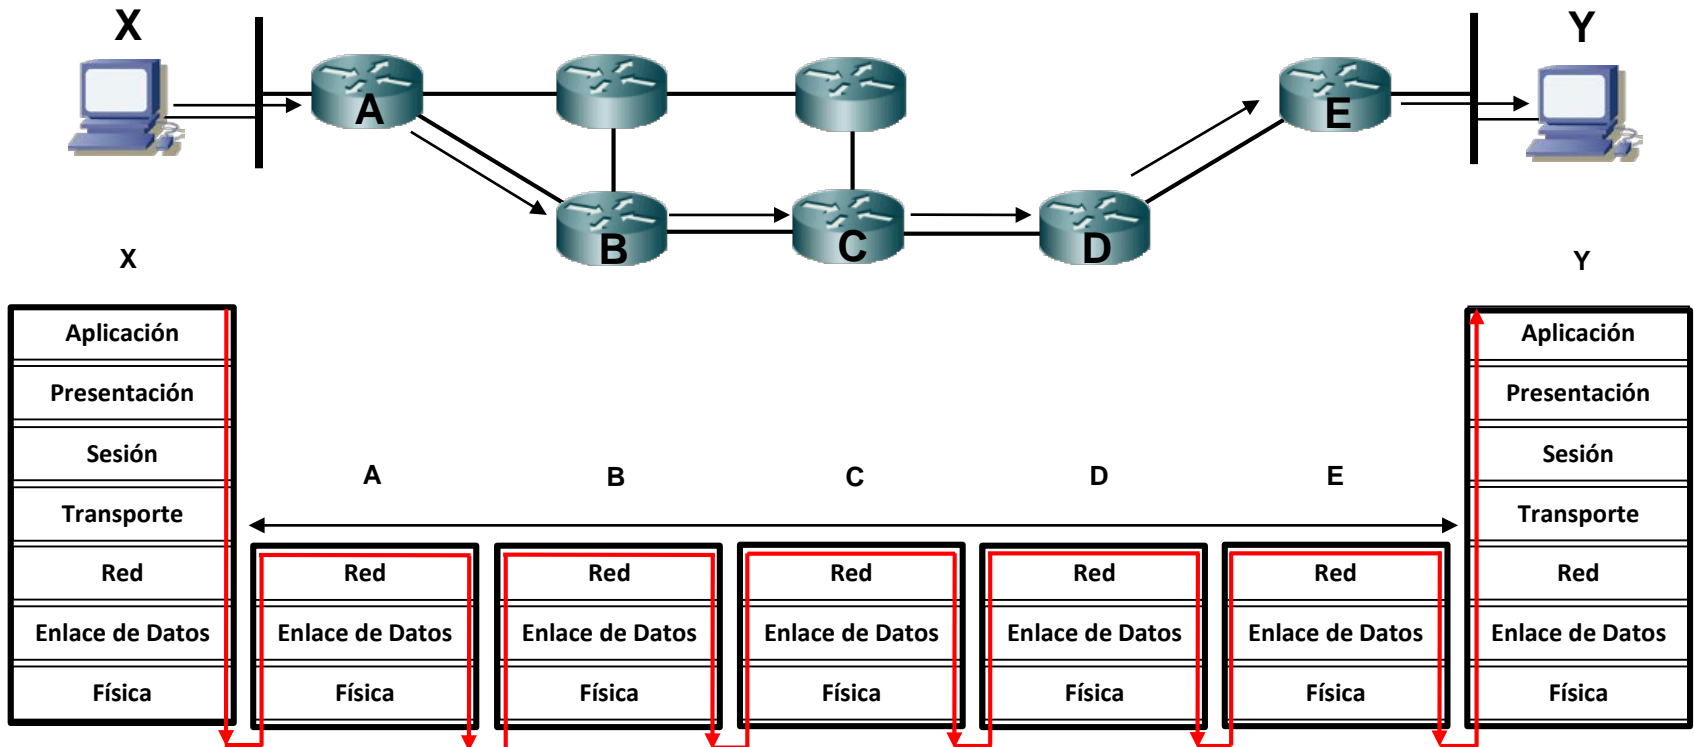 X
Y
A
E
B
C
D
X
Y
Aplicación
Presentación
Sesión
Transporte
Red
Enlace de Datos
Física
A
Red
Enlace de Datos
Física
B
Red
Enlace de Datos
Física
C
Red
Enlace de Datos
Física
D
Red
Enlace de Datos
Física
E
Red
Enlace de Datos
Física
Aplicación
Presentación
Sesión
Transporte
Red
Enlace de Datos
Física